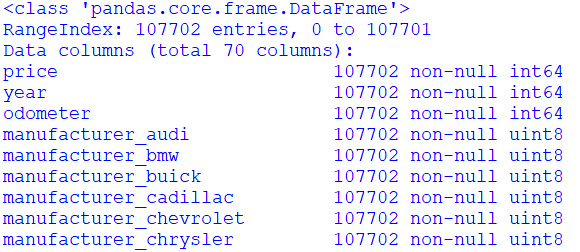 <class 'pandas.core.frame.DataFrame'>
RangeIndex: 107702 entries, 0 to 107701
Data columns (total 70 columns):
price                     107702 non-null int64
year                      107702 non-null int64
odometer                  107702 non-null int64
manufacturer_audi         107702 non-null uint8
manufacturer_bmw          107702 non-null uint8
manufacturer_buick        107702 non-null uint8
manufacturer_cadillac     107702 non-null uint8
manufacturer_chevrolet    107702 non-null uint8
manufacturer_chrysler     107702 non-null uint8